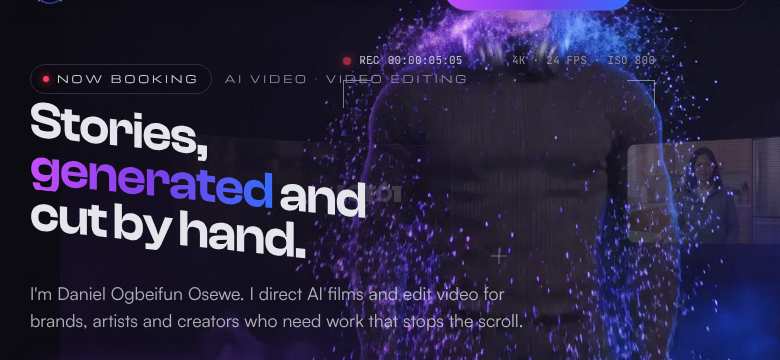 REC 00:00:05:05
4K · 24 FPS · ISO 800
NOW BOOKING
AI VIDEO · VIDEO EDITING
Stories,
generated and
cut by hand.
I'm Daniel Ogbeifun Osewe. I direct AI films and edit video for
brands, artists and creators who need work that stops the scroll.